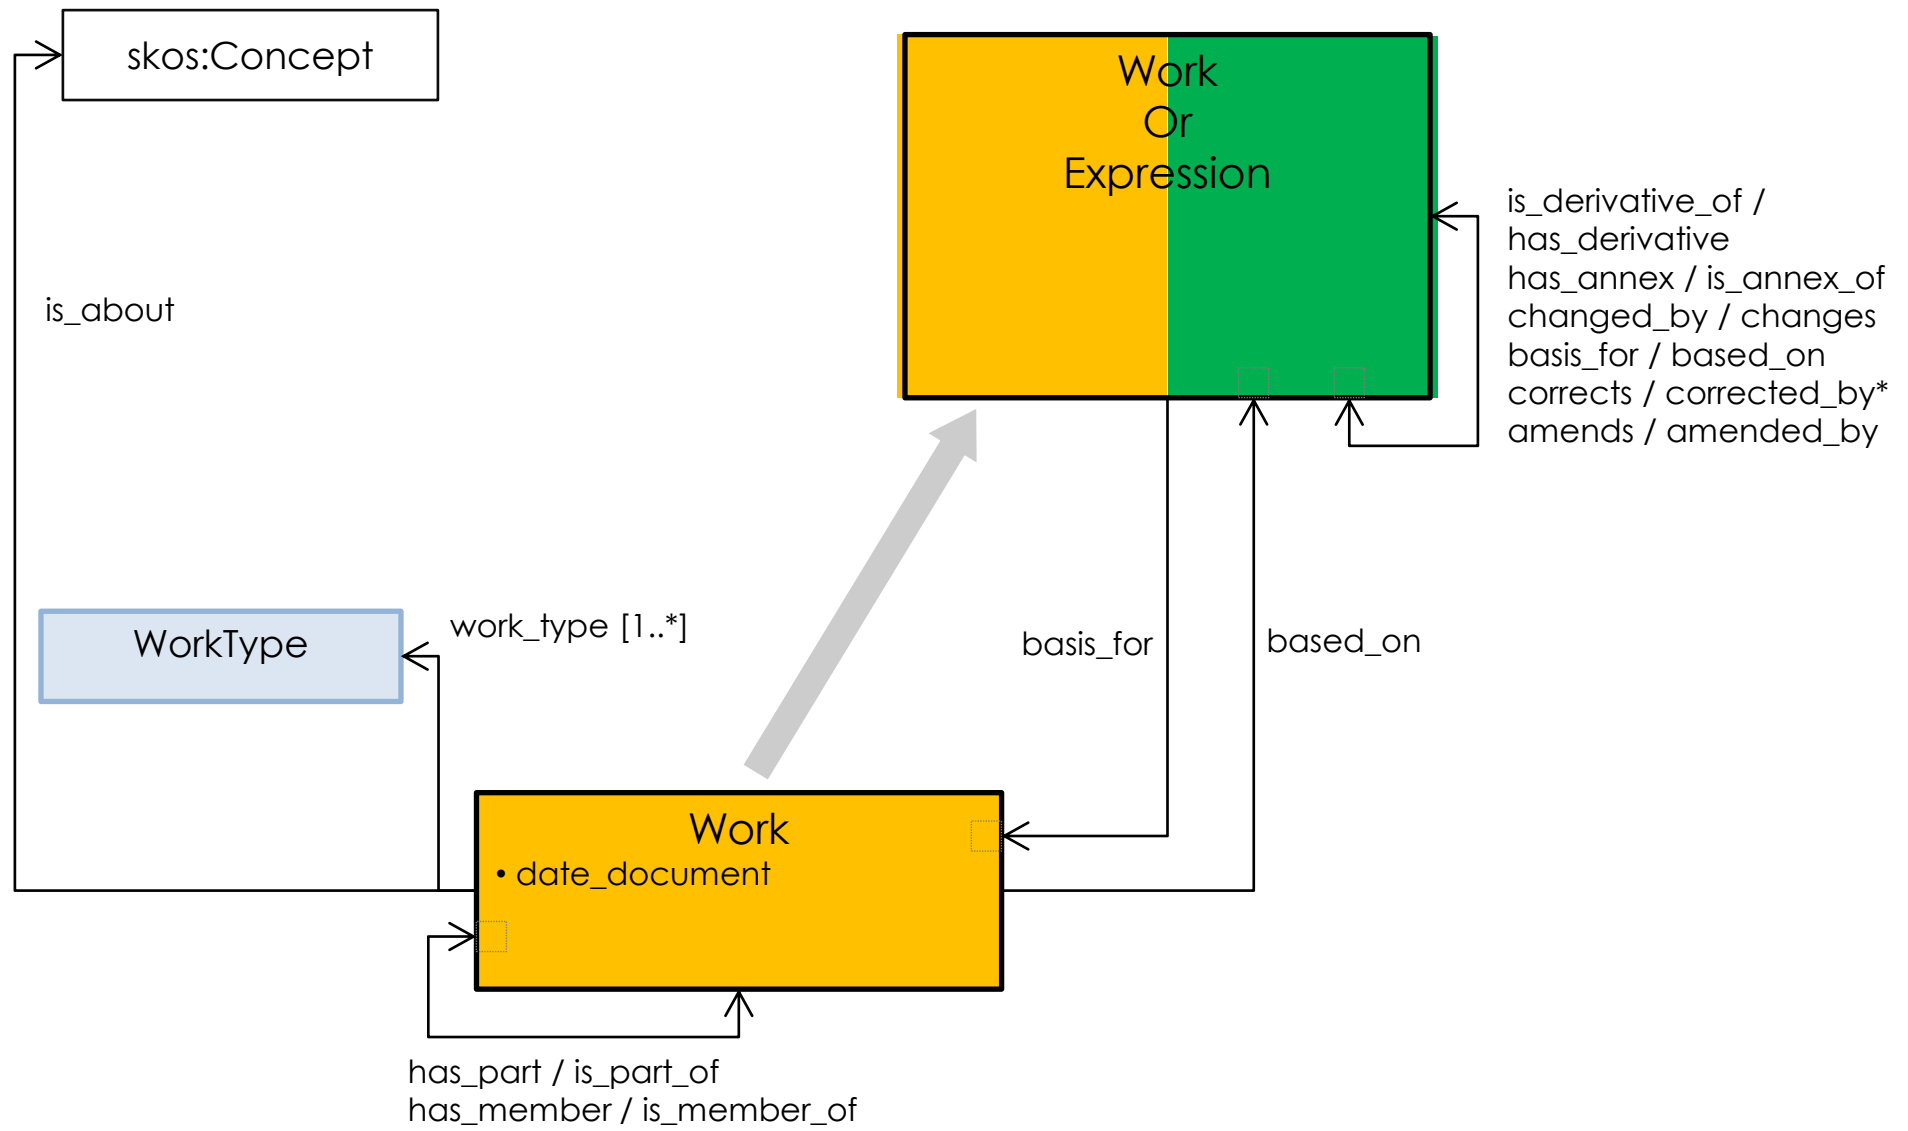 skos:Concept
Work
Or
Expression
is_derivative_of /
has_derivative
has_annex / is_annex_of
changed_by / changes
basis_for / based_on
corrects / corrected_by*
amends / amended_by
is_about
WorkType
work_type [1..*]
basis_for
based_on
Work
• date_document
has_part / is_part_of
has_member / is_member_of